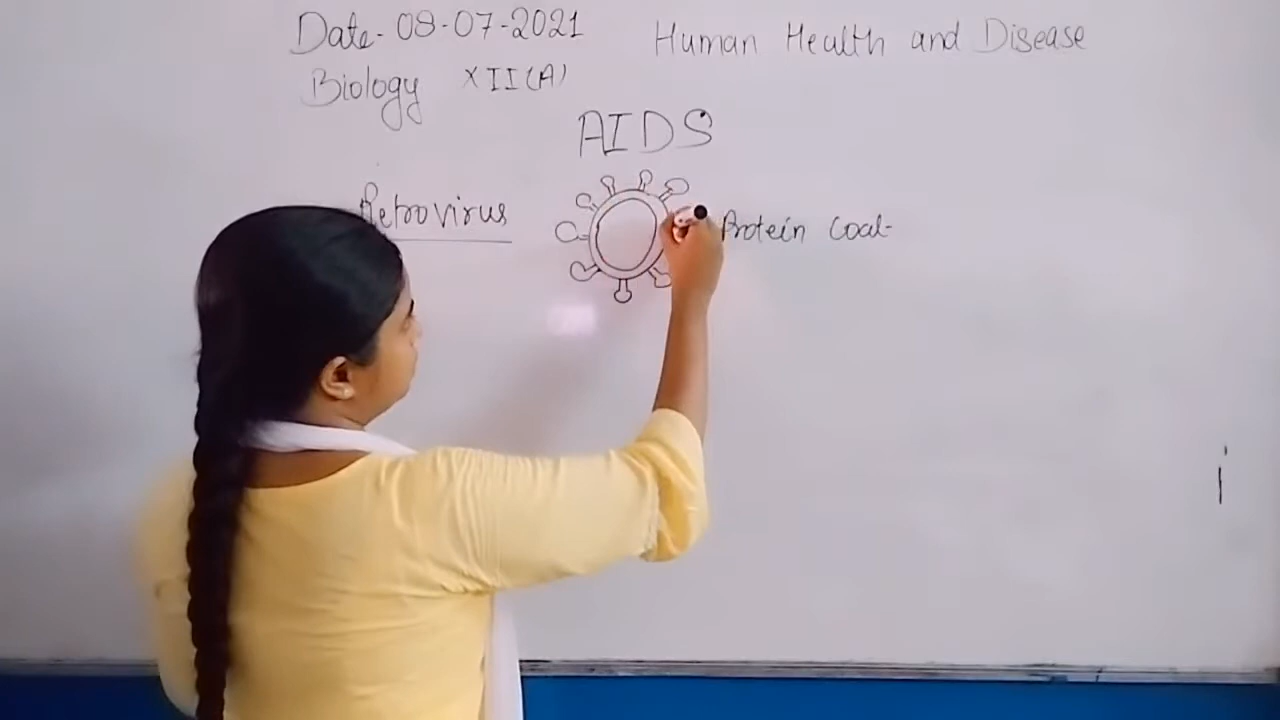 Date- 08-07-2021
Human Health and Disease
Biology XII(A)
AIDS
Retrovirus
Protein Coat